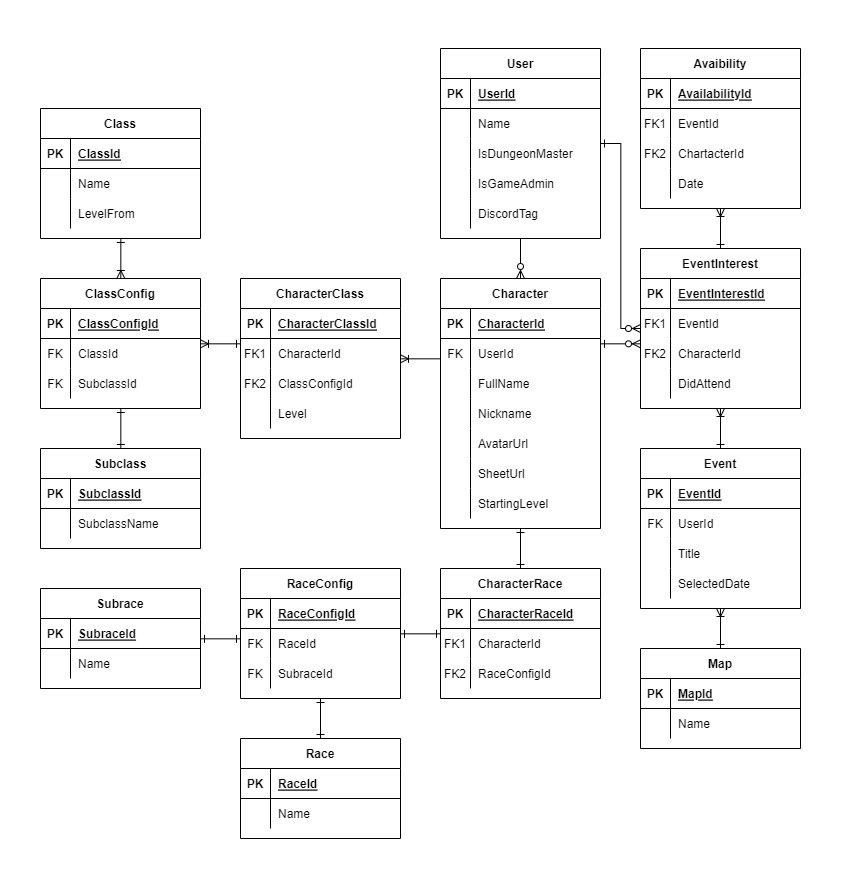 User
PK UserId
Name
IsDungeonMaster
IsGameAdmin
DiscordTag
Avaibility
PK AvailabilityId
FK1 EventId
FK2 ChartacterId
Date
Class
PK ClassId
Name
LevelFrom
ClassConfig
PK ClassConfigId
FK ClassId
FK SubclassId
CharacterClass
PK CharacterClassId
FK1 CharacterId
FK2 ClassConfigId
Level
Character
PK CharacterId
FK UserId
FullName
Nickname
AvatarUrl
SheetUrl
StartingLevel
EventInterest
PK EventInterestId
FK1 EventId
FK2 CharacterId
DidAttend
Subclass
PK SubclassId
SubclassName
Event
PK EventId
FK UserId
Title
SelectedDate
Subrace
PK SubraceId
Name
RaceConfig
PK RaceConfigId
FK RaceId
FK SubraceId
CharacterRace
PK CharacterRaceId
FK1 CharacterId
FK2 RaceConfigId
Map
PK MapId
Name
Race
PK RaceId
Name